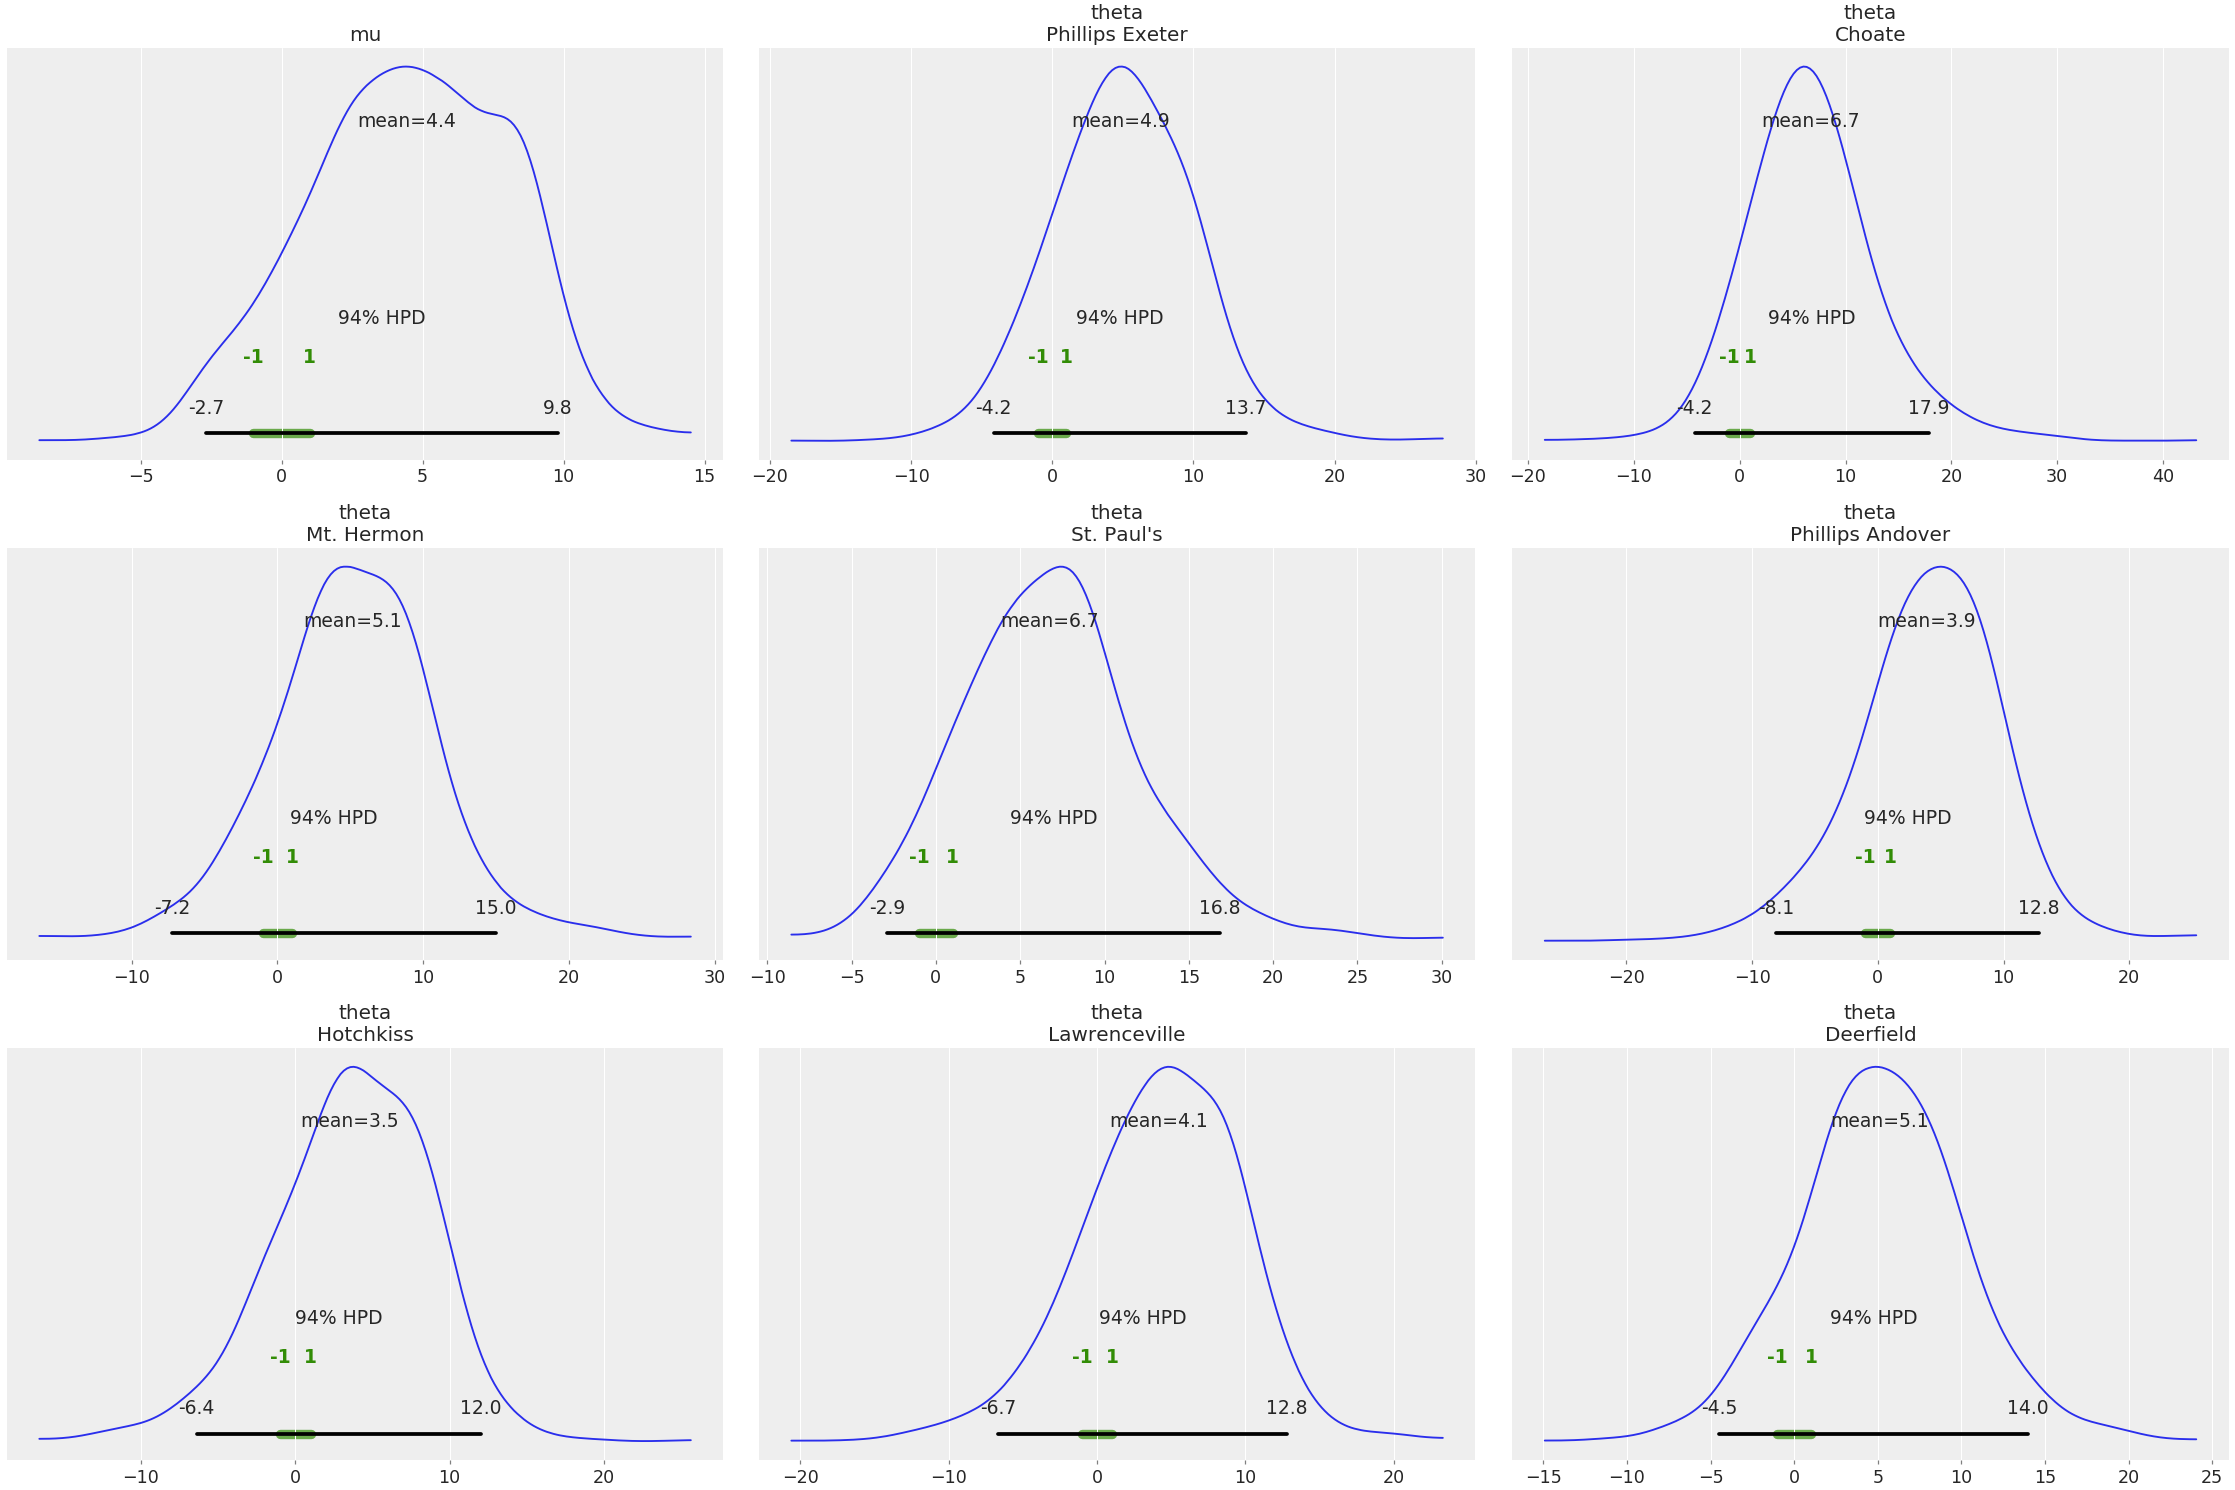 mu
mean=4.4
94% HPD
-1 1
-2.7 9.8
−5 0 5 10 15
theta
Phillips Exeter
mean=4.9
94% HPD
-1 1
-4.2 13.7
−20 −10 0 10 20 30
theta
Choate
mean=6.7
94% HPD
-1 1
-4.2 17.9
−20 −10 0 10 20 30 40
theta
Mt. Hermon
mean=5.1
94% HPD
-1 1
-7.2 15.0
−10 0 10 20 30
theta
St. Paul's
mean=6.7
94% HPD
-1 1
-2.9 16.8
−10 −5 0 5 10 15 20 25 30
theta
Phillips Andover
mean=3.9
94% HPD
-1 1
-8.1 12.8
−20 −10 0 10 20
theta
Hotchkiss
mean=3.5
94% HPD
-1 1
-6.4 12.0
−10 0 10 20
theta
Lawrenceville
mean=4.1
94% HPD
-1 1
-6.7 12.8
−20 −10 0 10 20
theta
Deerfield
mean=5.1
94% HPD
-1 1
-4.5 14.0
−15 −10 −5 0 5 10 15 20 25